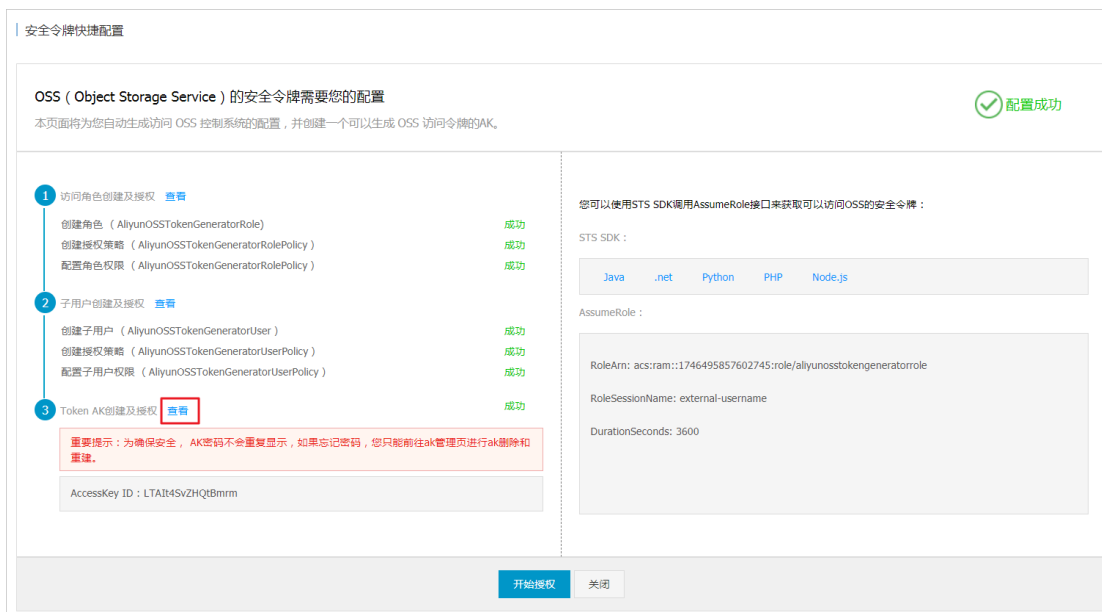 安全令牌快捷配置
OSS（Object Storage Service）的安全令牌需要您的配置
本页面将为您自动生成访问 OSS 控制系统的配置，并创建一个可以生成 OSS 访问令牌的AK。
配置成功
1 访问角色创建及授权 查看
创建角色 （ AliyunOSSTokenGeneratorRole) 成功
创建授权策略 （ AliyunOSSTokenGeneratorRolePolicy ） 成功
配置角色权限 （ AliyunOSSTokenGeneratorRolePolicy ） 成功
2 子用户创建及授权 查看
创建子用户 （ AliyunOSSTokenGeneratorUser ） 成功
创建授权策略 （ AliyunOSSTokenGeneratorUserPolicy ） 成功
配置子用户权限 （ AliyunOSSTokenGeneratorUserPolicy ） 成功
3 Token AK创建及授权 查看 成功
重要提示：为确保安全， AK密码不会重复显示，如果忘记密码，您只能前往ak管理页进行ak删除和
重建。
AccessKey ID：LTAIt4SvZHQtBmrm
您可以使用STS SDK调用AssumeRole接口来获取可以访问OSS的安全令牌：
STS SDK：
Java .net Python PHP Node.js
AssumeRole：
RoleArn: acs:ram::1746495857602745:role/aliyunosstokengeneratorrole
RoleSessionName: external-username
DurationSeconds: 3600
开始授权 关闭